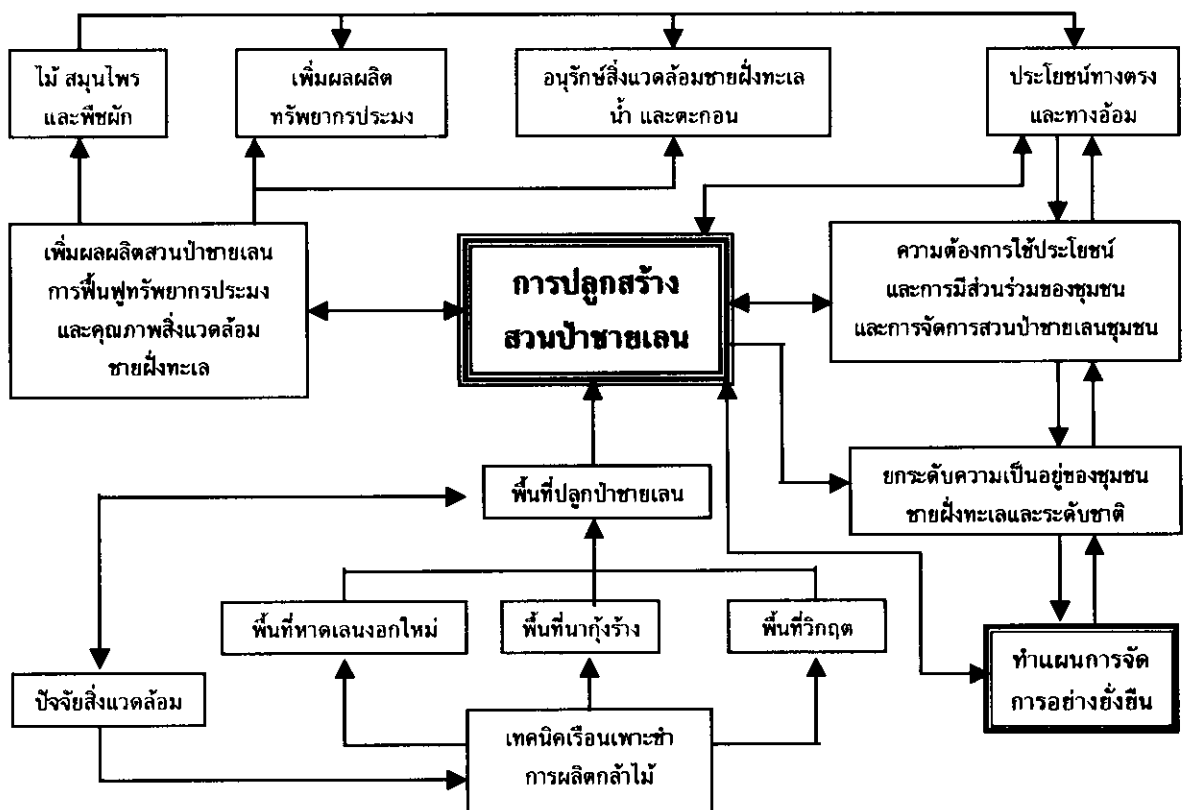 ไม้ สมุนไพร
และพืชผัก
เพิ่มผลผลิต
ทรัพยากรประมง
อนุรักษ์สิ่งแวดล้อมชายฝั่งทะเล
น้ำ และตะกอน
ประโยชน์ทางตรง
และทางอ้อม
เพิ่มผลผลิตสวนป่าชายเลน
การฟื้นฟูทรัพยากรประมง
และคุณภาพสิ่งแวดล้อม
ชายฝั่งทะเล
การปลูกสร้าง
สวนป่าชายเลน
ความต้องการใช้ประโยชน์
และการมีส่วนร่วมของชุมชน
และการจัดการสวนป่าชายเลนชุมชน
พื้นที่ปลูกป่าชายเลน
ยกระดับความเป็นอยู่ของชุมชน
ชายฝั่งทะเลและระดับชาติ
พื้นที่หาดเลนงอกใหม่
พื้นที่นากุ้งร้าง
พื้นที่วิกฤต
ทำแผนการจัด
การอย่างยั่งยืน
ปัจจัยสิ่งแวดล้อม
เทคนิคเรือนเพาะชำ
การผลิตกล้าไม้